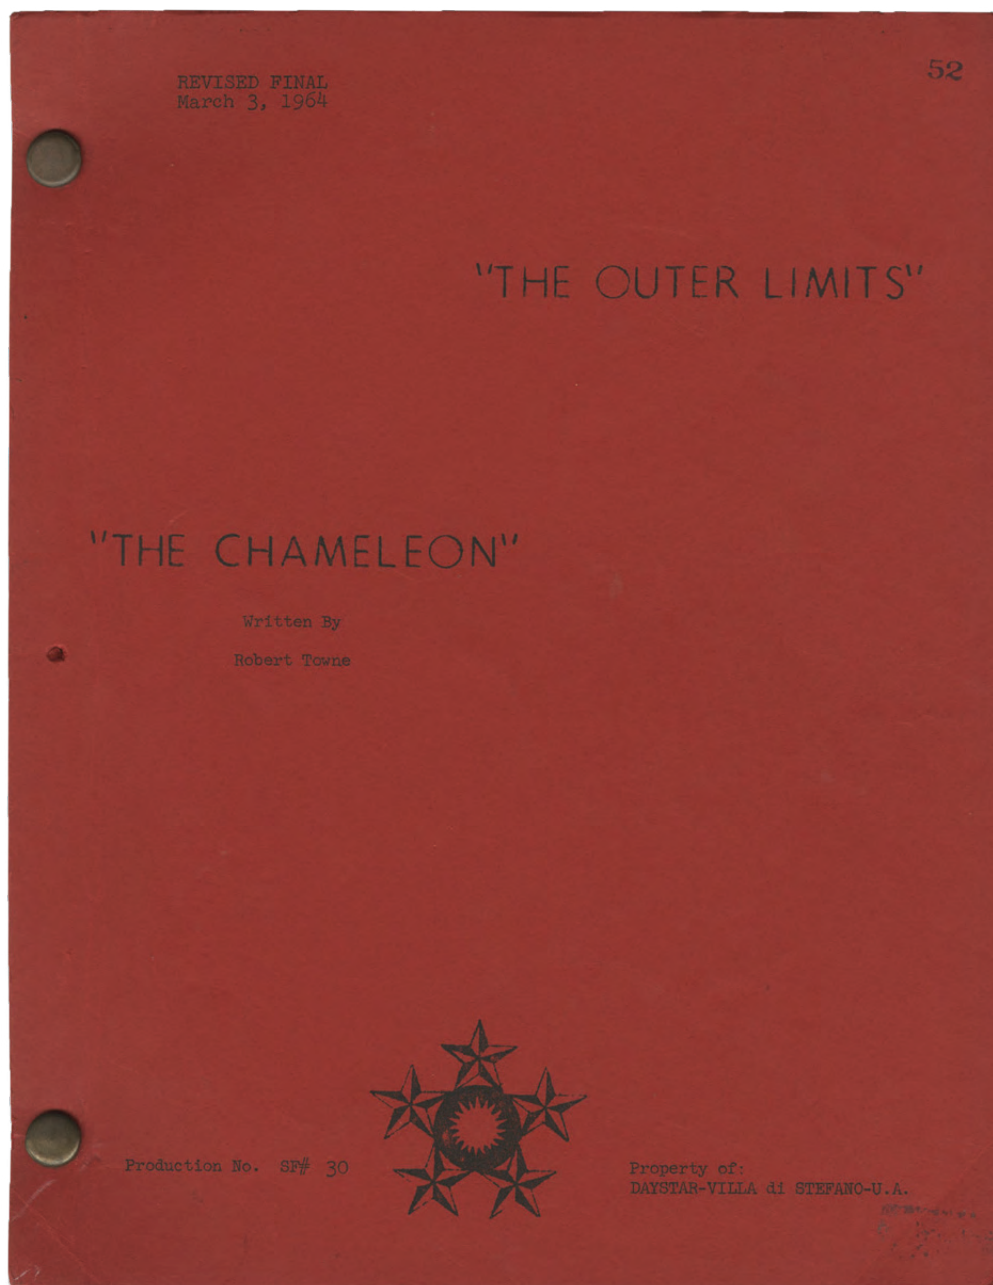 REVISED FINAL
March 3, 1964
52
"THE OUTER LIMITS"
"THE CHAMELEON"
Written By
Robert Towne
Production No. SF# 30
Property of:
DAYSTAR-VILLA di STEFANO-U.A.